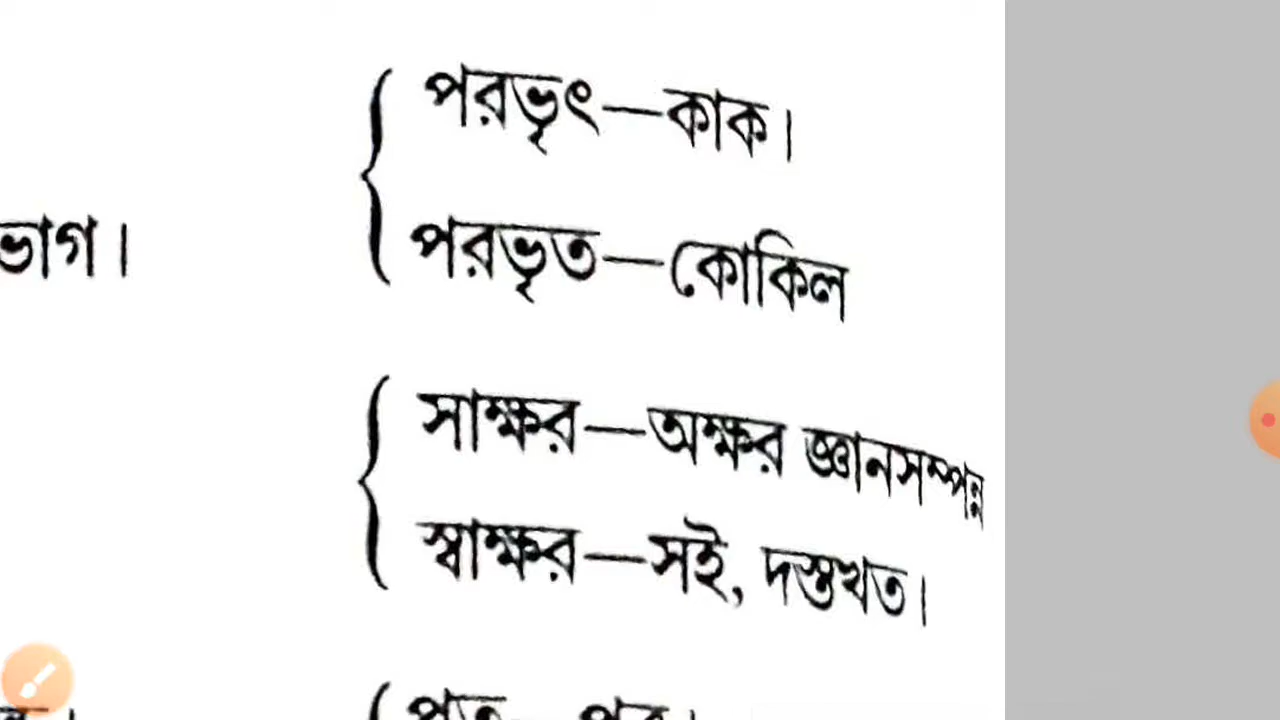 পরভৃৎ—কাক।
ভাগ।
পরভৃত—কোকিল
সাক্ষর—অক্ষর জ্ঞানসম্পন্ন
স্বাক্ষর—সই, দস্তখত।